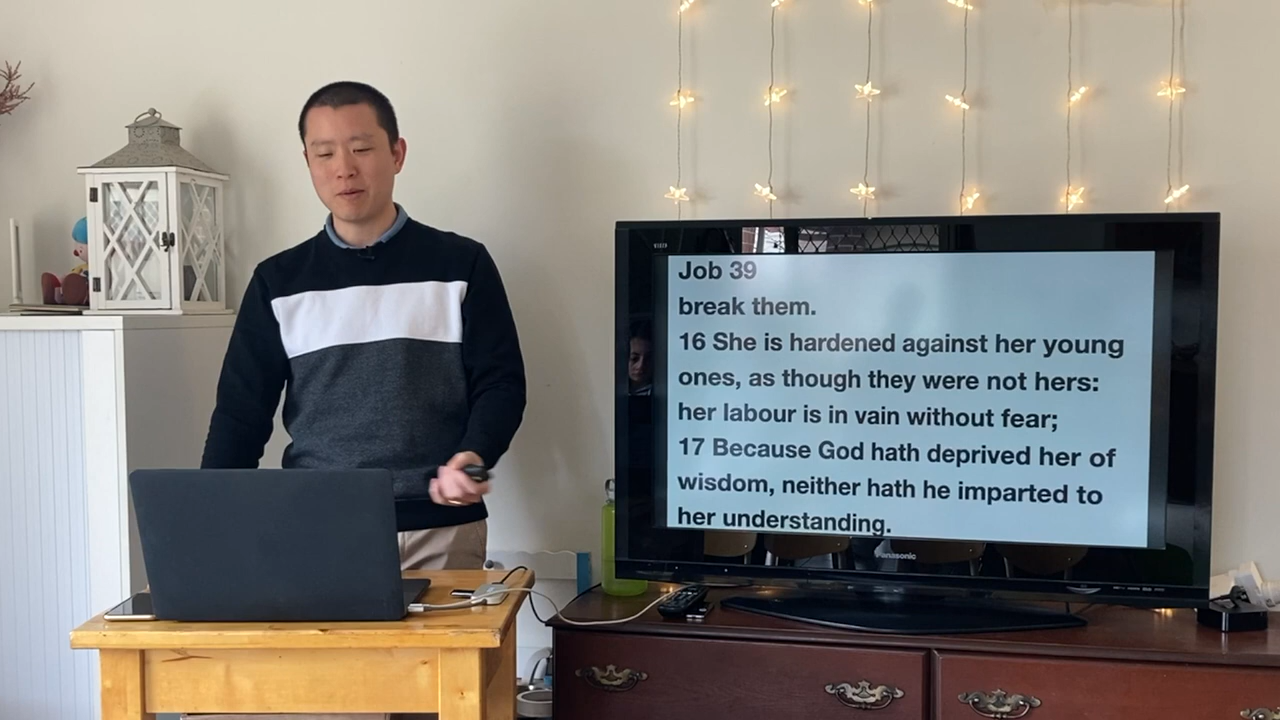 Job 39
break them.
16 She is hardened against her young
ones, as though they were not hers:
her labour is in vain without fear;
17 Because God hath deprived her of
wisdom, neither hath he imparted to
her understanding.
Panasonic